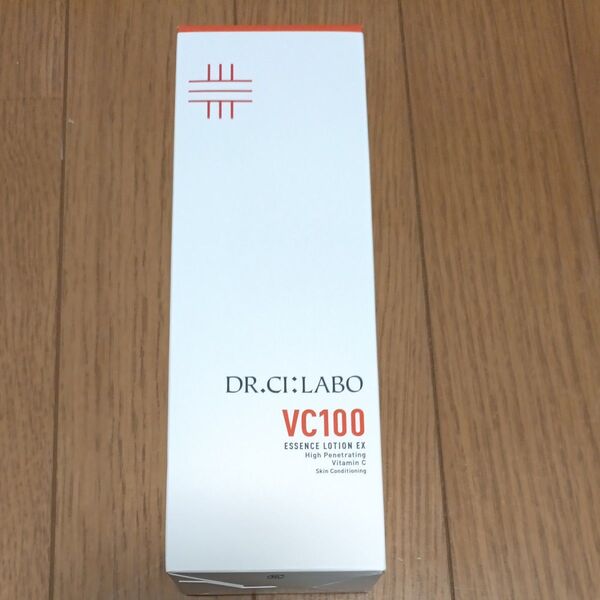 DR.CI:LABO
VC100
ESSENCE LOTION EX
High Penetrating
Vitamin C
Skin Conditioning